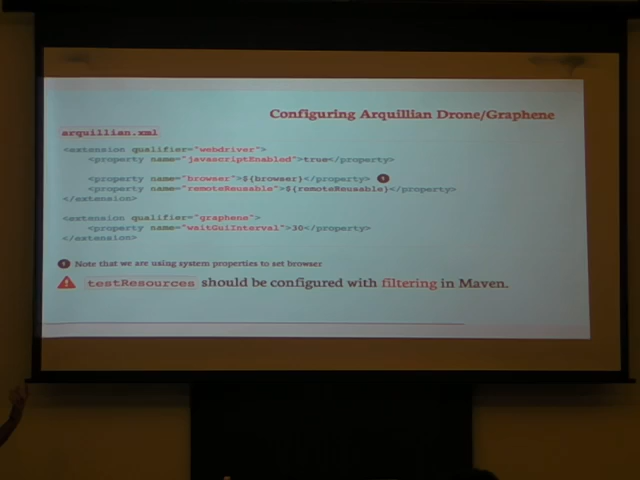 Configuring Arquillian Drone/Graphene
arquillian.xml
<extension qualifier="webdriver">
<property name="javascriptEnabled">true</property>
<property name="browser">${browser}</property> 1
<property name="remoteReusable">${remoteReusable}</property>
</extension>
<extension qualifier="graphene">
<property name="waitGuiInterval">30</property>
</extension>
1 Note that we are using system properties to set browser
testResources should be configured with filtering in Maven.